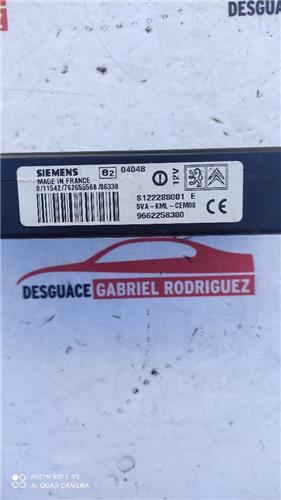 SIEMENS
MADE IN FRANCE
e2 04048
0/11542/762655568/06338
12V
S122288001 E
SVA-KML-CEM00
9662258380
CE
DESGUACE GABRIEL RODRIGUEZ
REDMI NOTE 9S
AI QUAD CAMERA